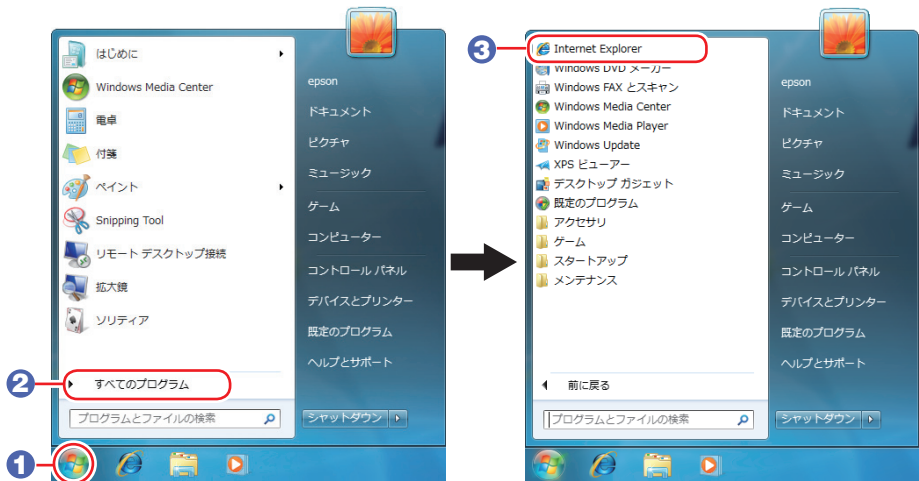 はじめに
Windows Media Center
電卓
付箋
ペイント
Snipping Tool
リモート デスクトップ接続
拡大鏡
ソリティア
2
すべてのプログラム
プログラムとファイルの検索
1
epson
ドキュメント
ピクチャ
ミュージック
ゲーム
コンピューター
コントロール パネル
デバイスとプリンター
既定のプログラム
ヘルプとサポート
シャットダウン
3
Internet Explorer
Windows DVD メーカー
Windows FAX とスキャン
Windows Media Center
Windows Media Player
Windows Update
XPS ビューアー
デスクトップ ガジェット
既定のプログラム
アクセサリ
ゲーム
スタートアップ
メンテナンス
前に戻る
プログラムとファイルの検索
epson
ドキュメント
ピクチャ
ミュージック
ゲーム
コンピューター
コントロール パネル
デバイスとプリンター
既定のプログラム
ヘルプとサポート
シャットダウン